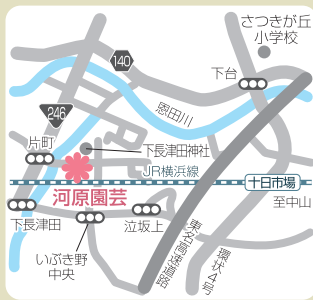 さつきが丘
小学校
140
下台
恩田川
246
片町
下長津田神社
JR横浜線
十日市場
河原園芸
至中山
下長津田
泣坂上
いぶき野
中央
東名高速道路
環状4号